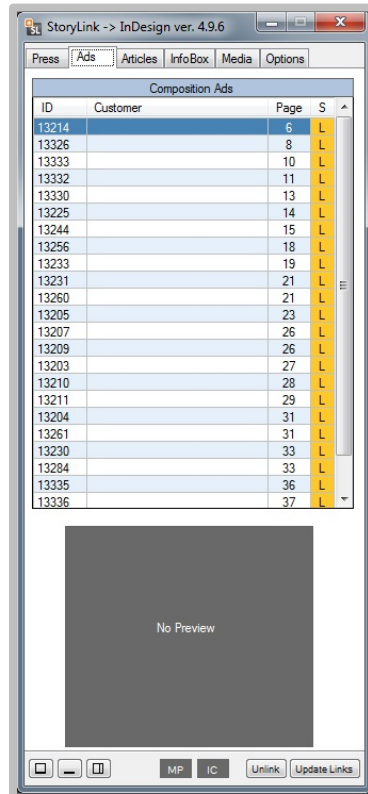 SL StoryLink -> InDesign ver. 4.9.6
Press Ads Articles InfoBox Media Options
Composition Ads
ID Customer Page S
13214 6 L
13326 8 L
13333 10 L
13332 11 L
13330 13 L
13225 14 L
13244 15 L
13256 18 L
13233 19 L
13231 21 L
13260 21 L
13205 23 L
13207 26 L
13209 26 L
13203 27 L
13210 28 L
13211 29 L
13204 31 L
13261 31 L
13230 33 L
13284 33 L
13335 36 L
13336 37 L
No Preview
MP IC Unlink Update Links